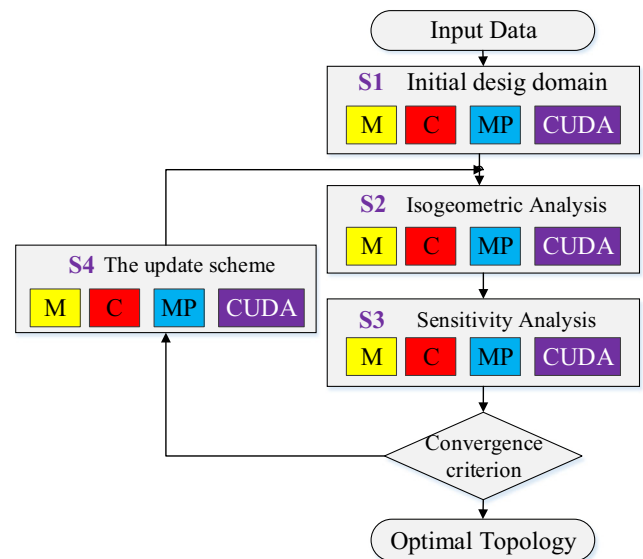 Input Data
S1 Initial desig domain
M C MP CUDA
S2 Isogeometric Analysis
M C MP CUDA
S4 The update scheme
M C MP CUDA
S3 Sensitivity Analysis
M C MP CUDA
Convergence
criterion
Optimal Topology